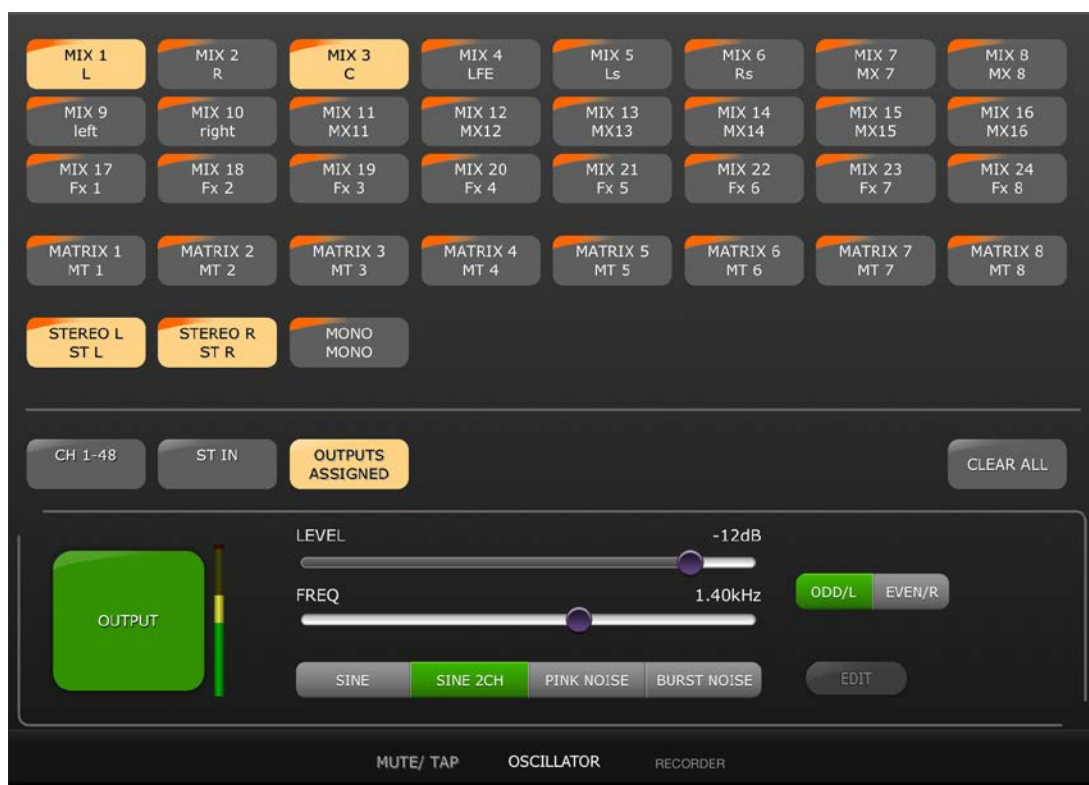 MIX 1 MIX 2 MIX 3 MIX 4 MIX 5 MIX 6 MIX 7 MIX 8
L R C LFE Ls Rs MX 7 MX 8
MIX 9 MIX 10 MIX 11 MIX 12 MIX 13 MIX 14 MIX 15 MIX 16
left right MX11 MX12 MX13 MX14 MX15 MX16
MIX 17 MIX 18 MIX 19 MIX 20 MIX 21 MIX 22 MIX 23 MIX 24
Fx 1 Fx 2 Fx 3 Fx 4 Fx 5 Fx 6 Fx 7 Fx 8
MATRIX 1 MATRIX 2 MATRIX 3 MATRIX 4 MATRIX 5 MATRIX 6 MATRIX 7 MATRIX 8
MT 1 MT 2 MT 3 MT 4 MT 5 MT 6 MT 7 MT 8
STEREO L STEREO R MONO
ST L ST R MONO
CH 1-48 ST IN OUTPUTS
ASSIGNED CLEAR ALL
LEVEL -12dB
FREQ 1.40kHz ODD/L EVEN/R
OUTPUT
SINE SINE 2CH PINK NOISE BURST NOISE EDIT
MUTE/ TAP OSCILLATOR RECORDER